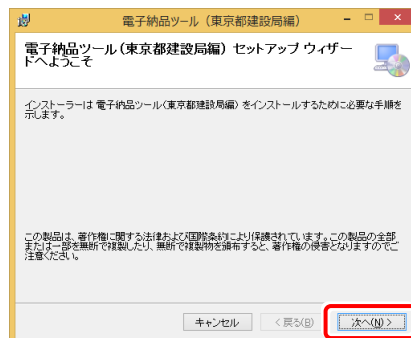 電子納品ツール（東京都建設局編）
電子納品ツール(東京都建設局編) セットアップ ウィザー
ドへようこそ
インストーラーは 電子納品ツール(東京都建設局編) をインストールするために必要な手順を
示します。
この製品は、著作権に関する法律および国際条約により保護されています。この製品の全部
または一部を無断で複製したり、無断で複製物を頒布すると、著作権の侵害となりますのでご
注意ください。
キャンセル < 戻る(B) 次へ(N) >